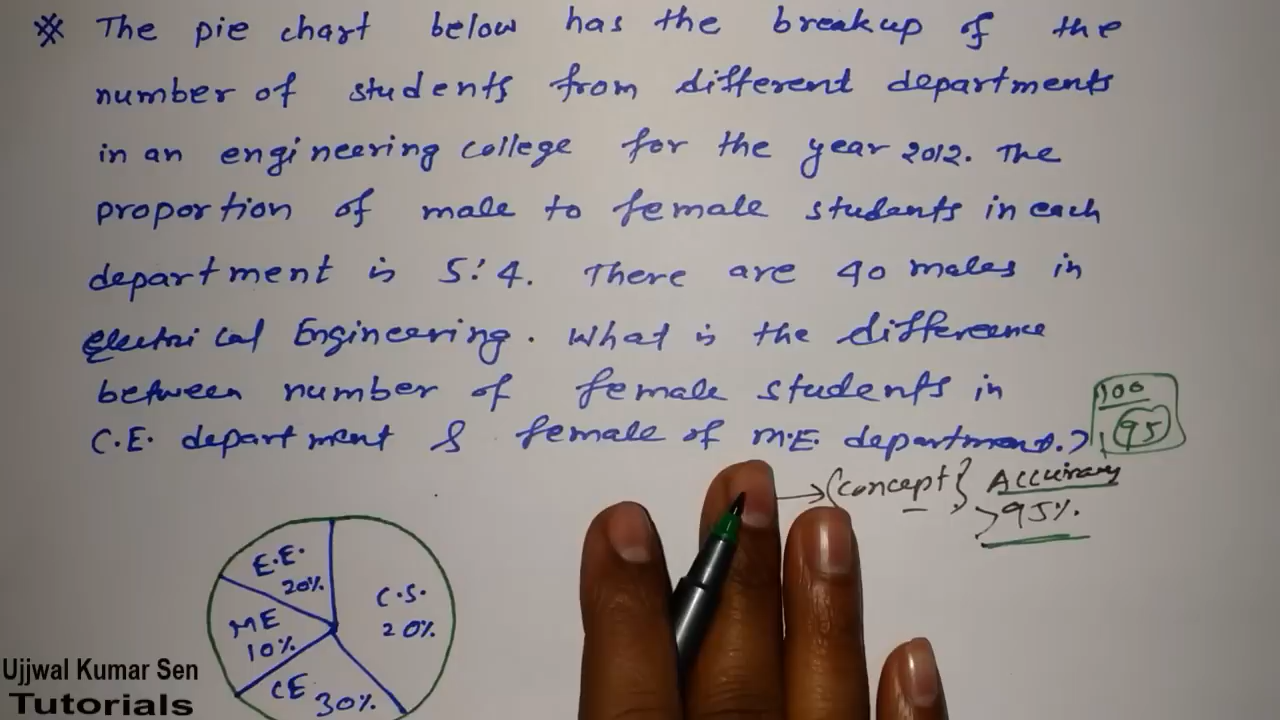 ※ The pie chart below has the breakup of the
number of students from different departments
in an engineering college for the year 2012. The
proportion of male to female students in each
department is 5:4. There are 40 males in
electrical Engineering. What is the difference
between number of female students in
C.E. department & female of M.E. department.?
100
95
→ {concept} Accuracy
>95%.
E.E.
20%
C.S.
20%
ME
10%
CE 30%
Ujjwal Kumar Sen
Tutorials